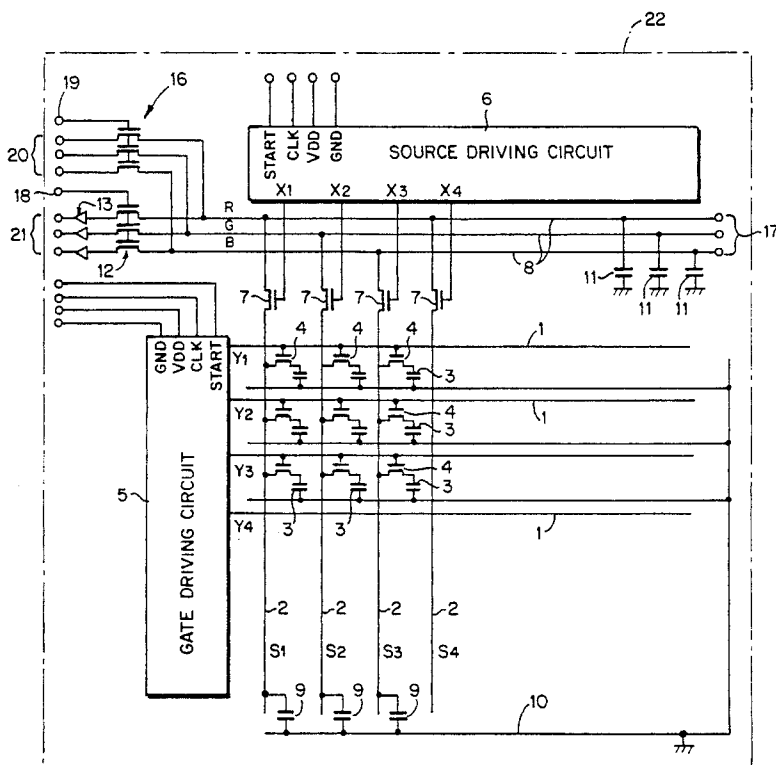 22
19
16
20
18
13
21
12
6
START
CLK
VDD
GND
SOURCE DRIVING CIRCUIT
X1 X2 X3 X4
R
G
B
8
17
11 11 11
7 7 7 7
GND
VDD
CLK
START
5
GATE DRIVING CIRCUIT
Y1 4 4 4 1
3
Y2 4 1
3
Y3 4
3
3 3 3
Y4 1
2 2 2 2
S1 S2 S3 S4
9 9 9 10